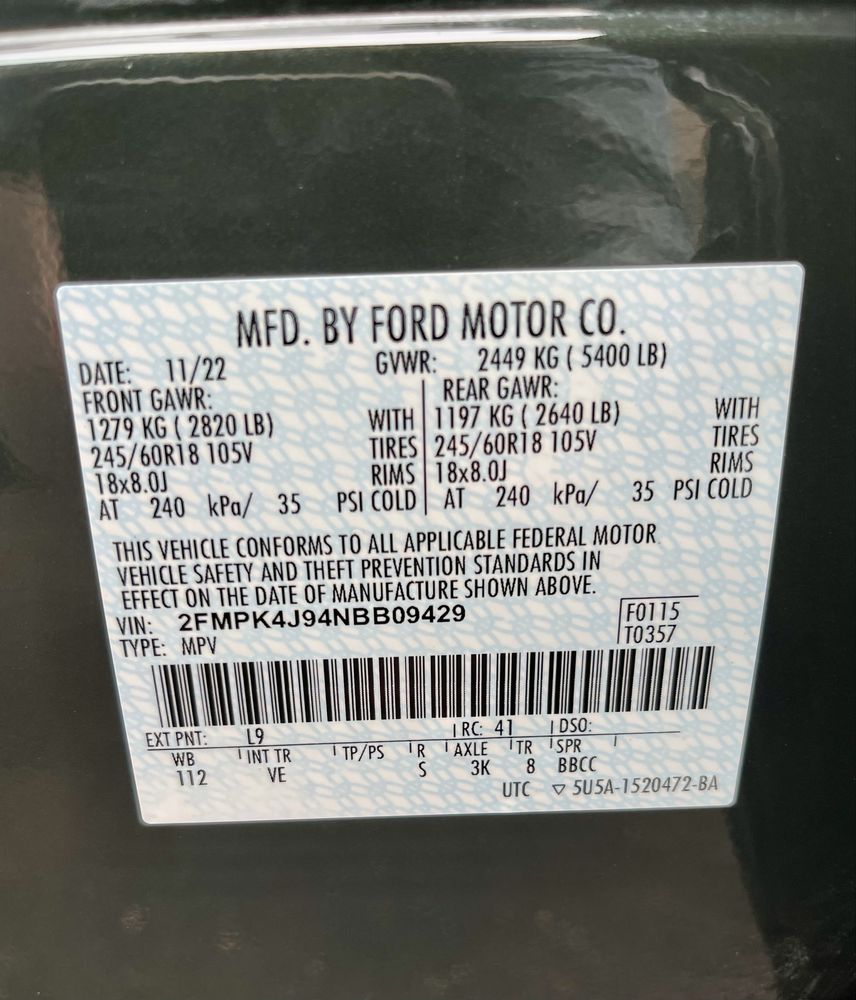 MFD. BY FORD MOTOR CO.
DATE: 11/22 GVWR: 2449 KG ( 5400 LB)
FRONT GAWR: REAR GAWR:
1279 KG ( 2820 LB) WITH 1197 KG ( 2640 LB) WITH
245/60R18 105V TIRES 245/60R18 105V TIRES
18x8.0J RIMS 18x8.0J RIMS
AT 240 kPa/ 35 PSI COLD AT 240 kPa/ 35 PSI COLD
THIS VEHICLE CONFORMS TO ALL APPLICABLE FEDERAL MOTOR
VEHICLE SAFETY AND THEFT PREVENTION STANDARDS IN
EFFECT ON THE DATE OF MANUFACTURE SHOWN ABOVE.
VIN: 2FMPK4J94NBB09429 F0115
TYPE: MPV T0357
EXT PNT: L9 RC: 41 DSO:
WB INT TR TP/PS R AXLE TR SPR
112 VE S 3K 8 BBCC
UTC ▽ 5U5A-1520472-BA